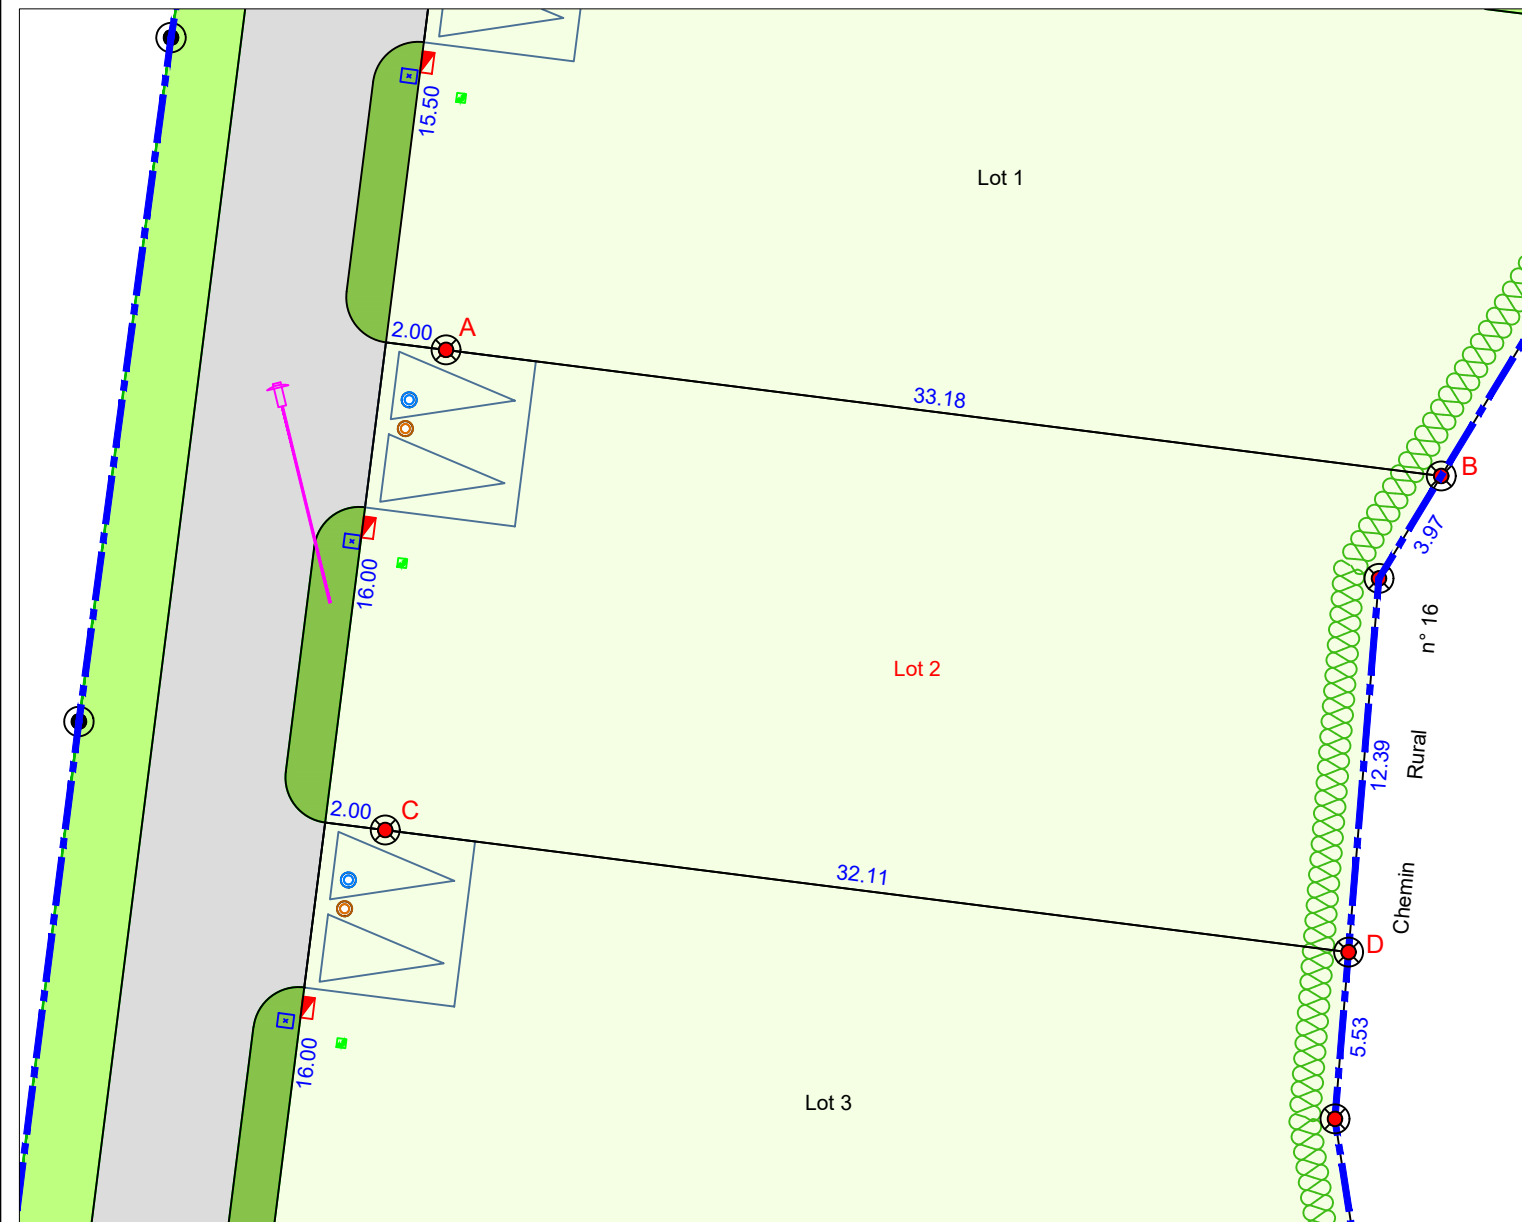 15.50
Lot 1
2.00
A
33.18
B
3.97
16.00
n° 16
Lot 2
Rural
12.39
2.00
C
32.11
Chemin
D
16.00
5.53
Lot 3